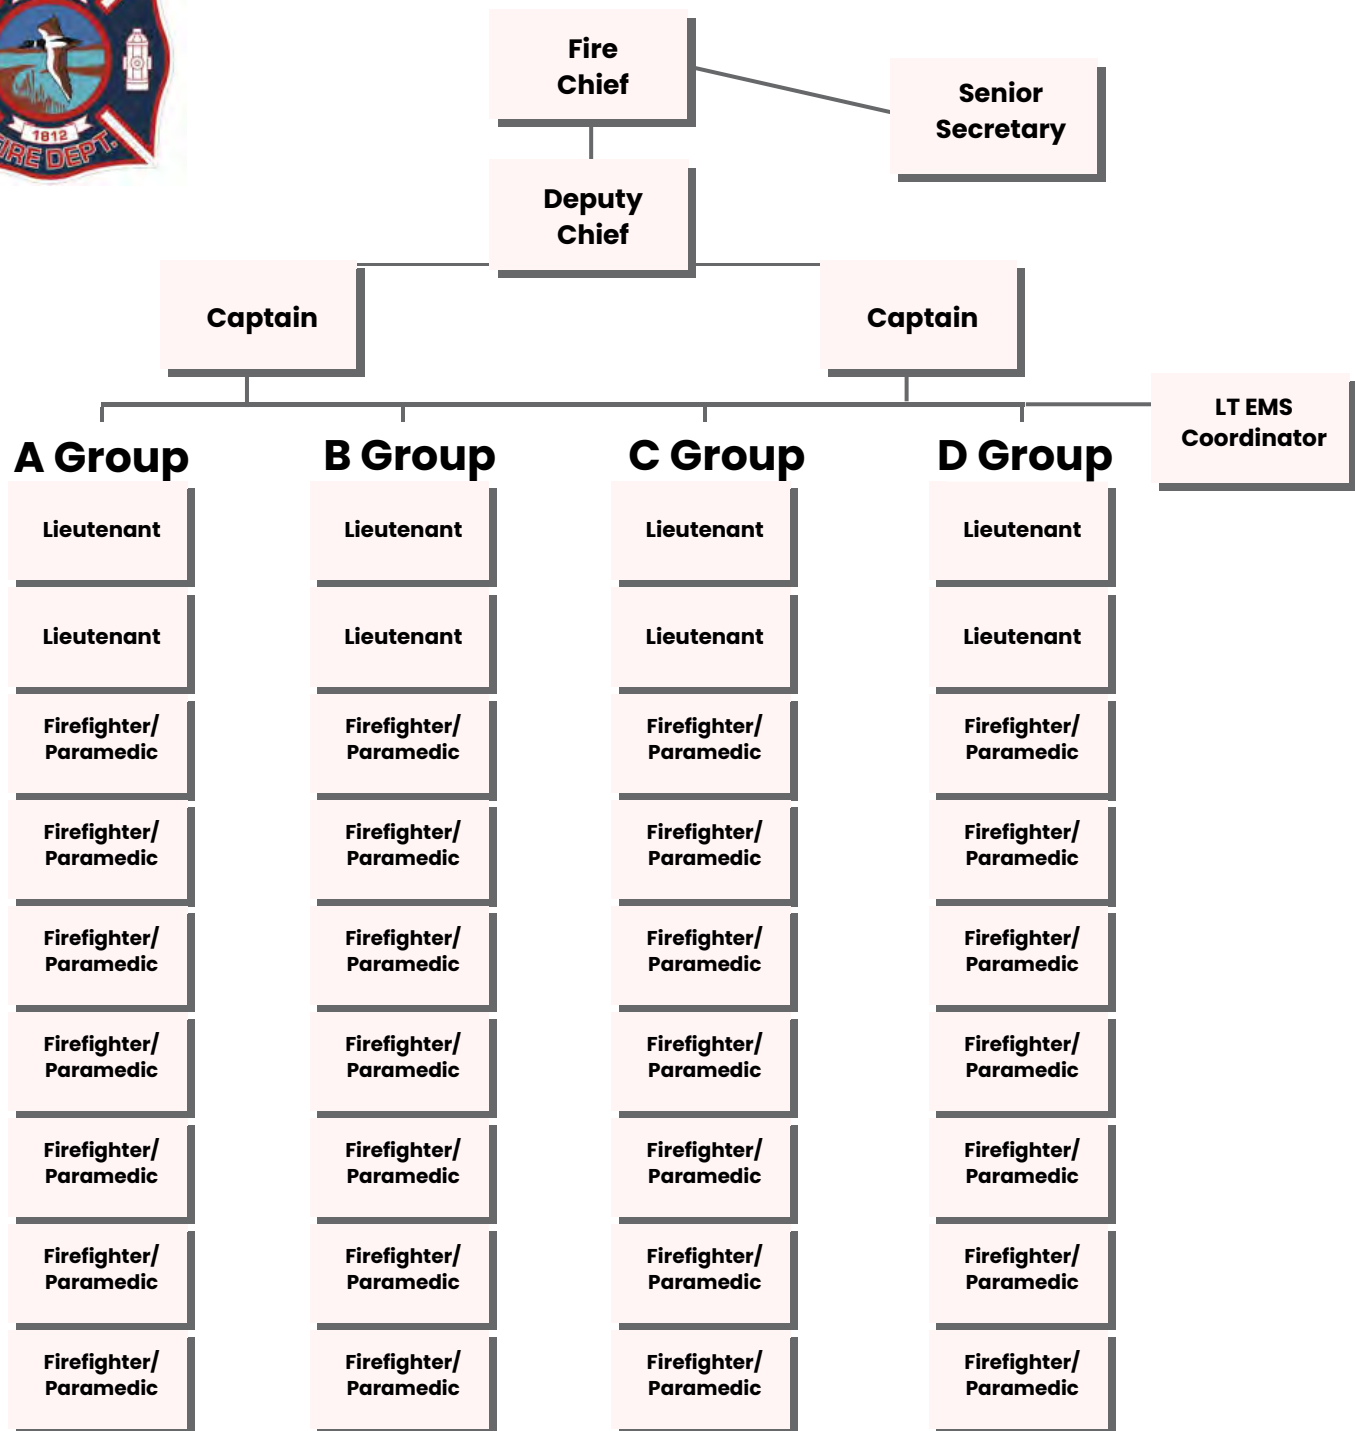 1812
FIRE DEPT.
Fire
Chief
Senior
Secretary
Deputy
Chief
Captain
Captain
LT EMS
Coordinator
A Group
B Group
C Group
D Group
Lieutenant
Lieutenant
Lieutenant
Lieutenant
Lieutenant
Lieutenant
Lieutenant
Lieutenant
Firefighter/
Paramedic
Firefighter/
Paramedic
Firefighter/
Paramedic
Firefighter/
Paramedic
Firefighter/
Paramedic
Firefighter/
Paramedic
Firefighter/
Paramedic
Firefighter/
Paramedic
Firefighter/
Paramedic
Firefighter/
Paramedic
Firefighter/
Paramedic
Firefighter/
Paramedic
Firefighter/
Paramedic
Firefighter/
Paramedic
Firefighter/
Paramedic
Firefighter/
Paramedic
Firefighter/
Paramedic
Firefighter/
Paramedic
Firefighter/
Paramedic
Firefighter/
Paramedic
Firefighter/
Paramedic
Firefighter/
Paramedic
Firefighter/
Paramedic
Firefighter/
Paramedic
Firefighter/
Paramedic
Firefighter/
Paramedic
Firefighter/
Paramedic
Firefighter/
Paramedic